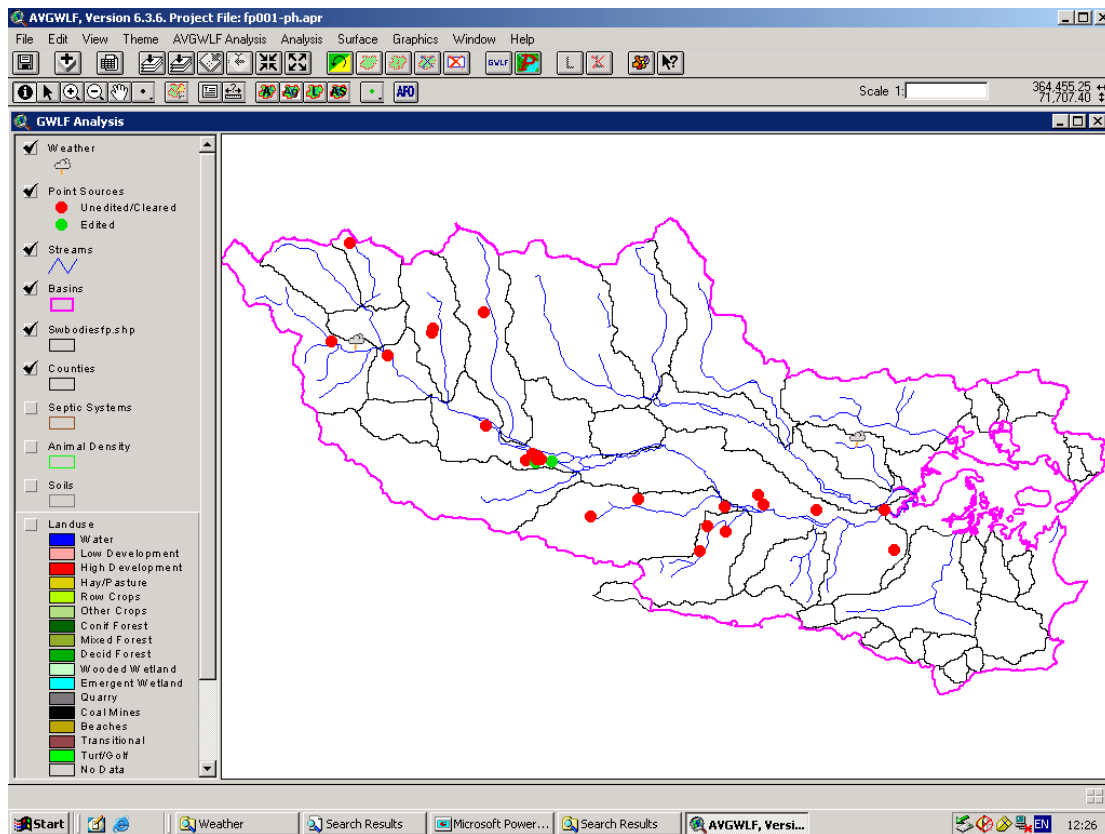 AVGWLF, Version 6.3.6. Project File: fp001-ph.apr
File Edit View Theme AVGWLF Analysis Analysis Surface Graphics Window Help
GWLF P L
A AU L AS AFO Scale 1: 364,455.25
71,707.40
GWLF Analysis
Weather
Point Sources
Unedited/Cleared
Edited
Streams
Basins
Swbodiesfp.shp
Counties
Septic Systems
Animal Density
Soils
Landuse
Water
Low Development
High Development
Hay/Pasture
Row Crops
Other Crops
Conif Forest
Mixed Forest
Decid Forest
Wooded Wetland
Emergent Wetland
Quarry
Coal Mines
Beaches
Transitional
Turf/Golf
No Data
Start Weather Search Results Microsoft Power... Search Results AVGWLF, Versi... EN 12:26